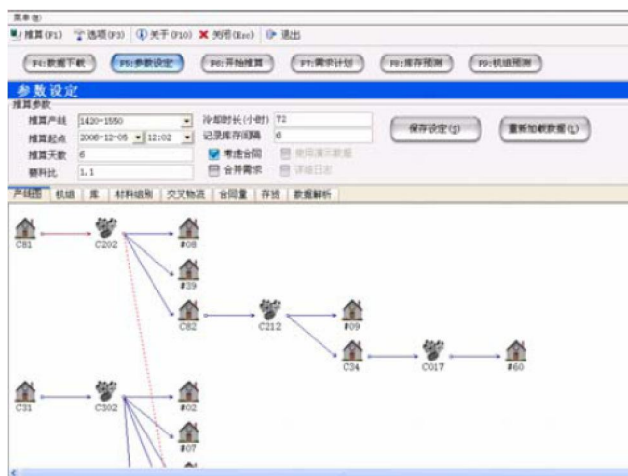 菜单(E)
推算(F1) 选项(F3) 关于(F10) 关闭(Esc) 退出
F4:数据下载 F5:参数设定 F6:开始推算 F7:需求计划 F8:库存预测 F9:机组预测
参数设定
推算参数
推算产线 1420-1550 冷却时长(小时) 72
推算起点 2006-12-05 12:02 记录库存间隔 6
保存设定(S) 重新加载数据(L)
推算天数 6 考虑合同 使用演示数据
要料比 1.1 合并需求 详细日志
产线图 机组 库 材料组别 交叉物流 合同量 存放 数据解析
C81 C202 #08
#39
C82 C212 #09
C34 C017 #60
C31 C302 #02
#07